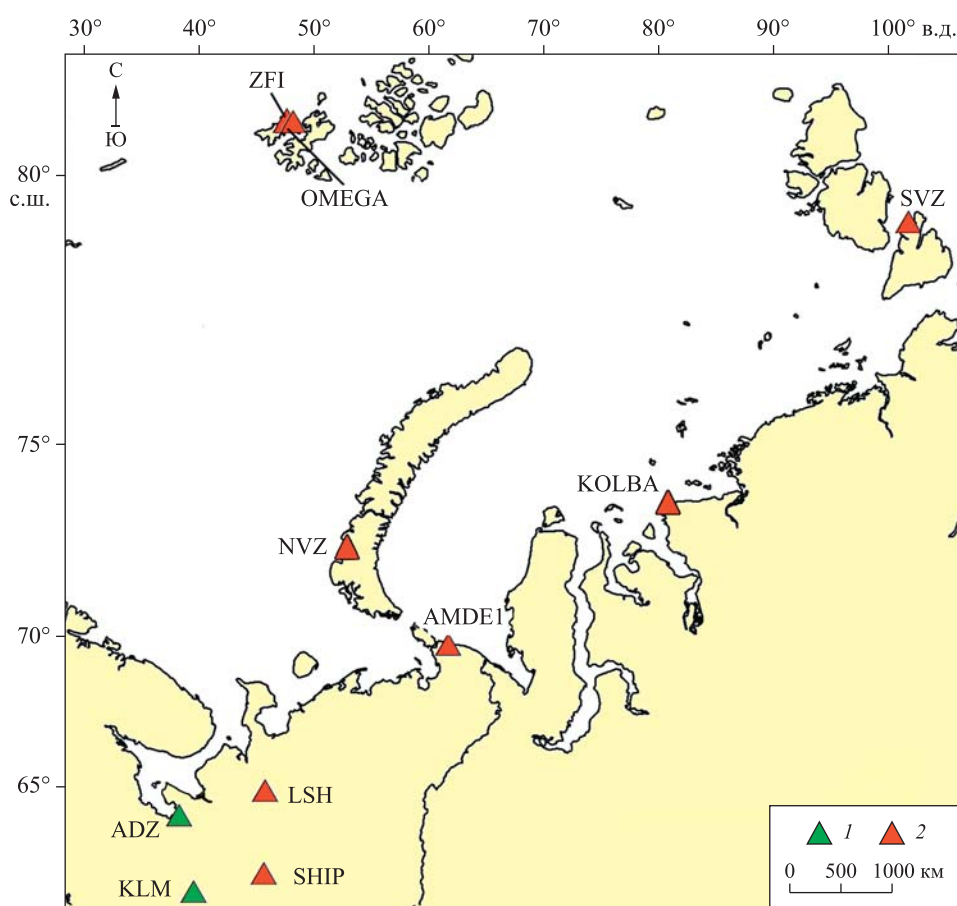 30° 40° 50° 60° 70° 80° 90° 100° в.д.
С
Ю
ZFI
OMEGA
80°
с.ш.
SVZ
75°
KOLBA
NVZ
AMDE1
70°
65°
LSH
ADZ
SHIP
KLM
1 2
0 500 1000 км